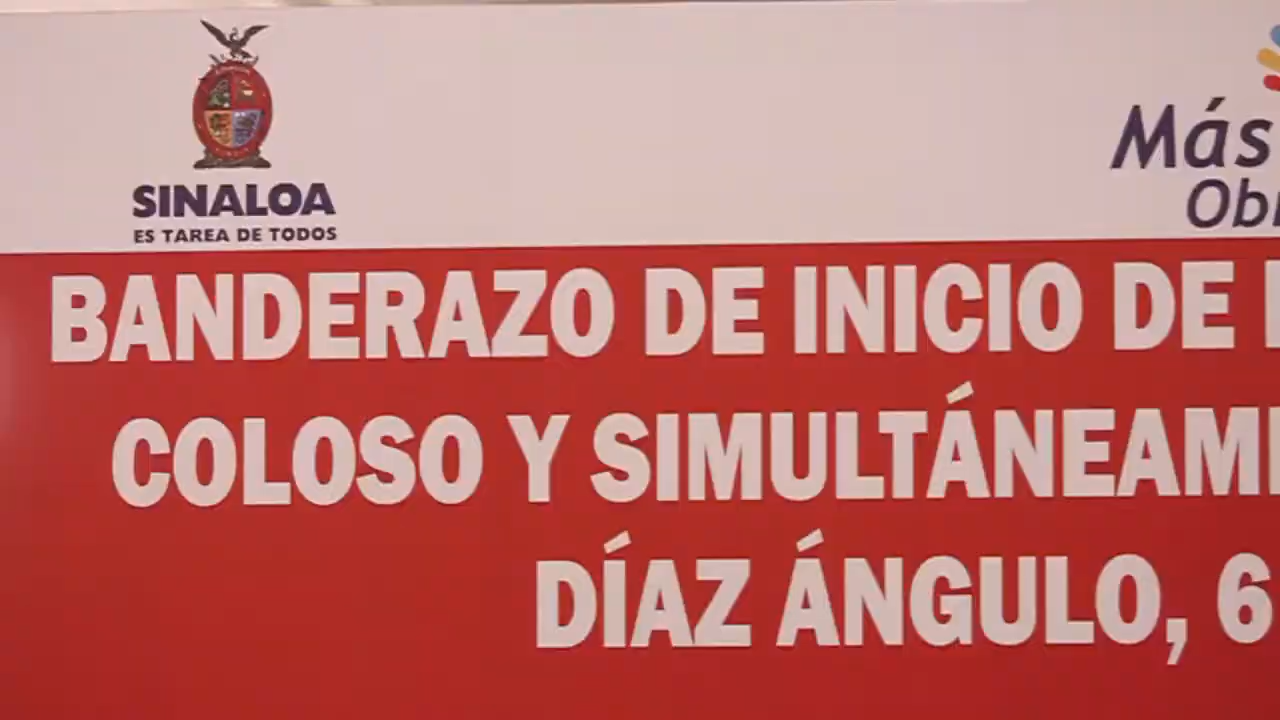 SINALOA
ES TAREA DE TODOS
Más
BANDERAZO DE INICIO DE
COLOSO Y SIMULTÁNEAM
DÍAZ ÁNGULO, 6